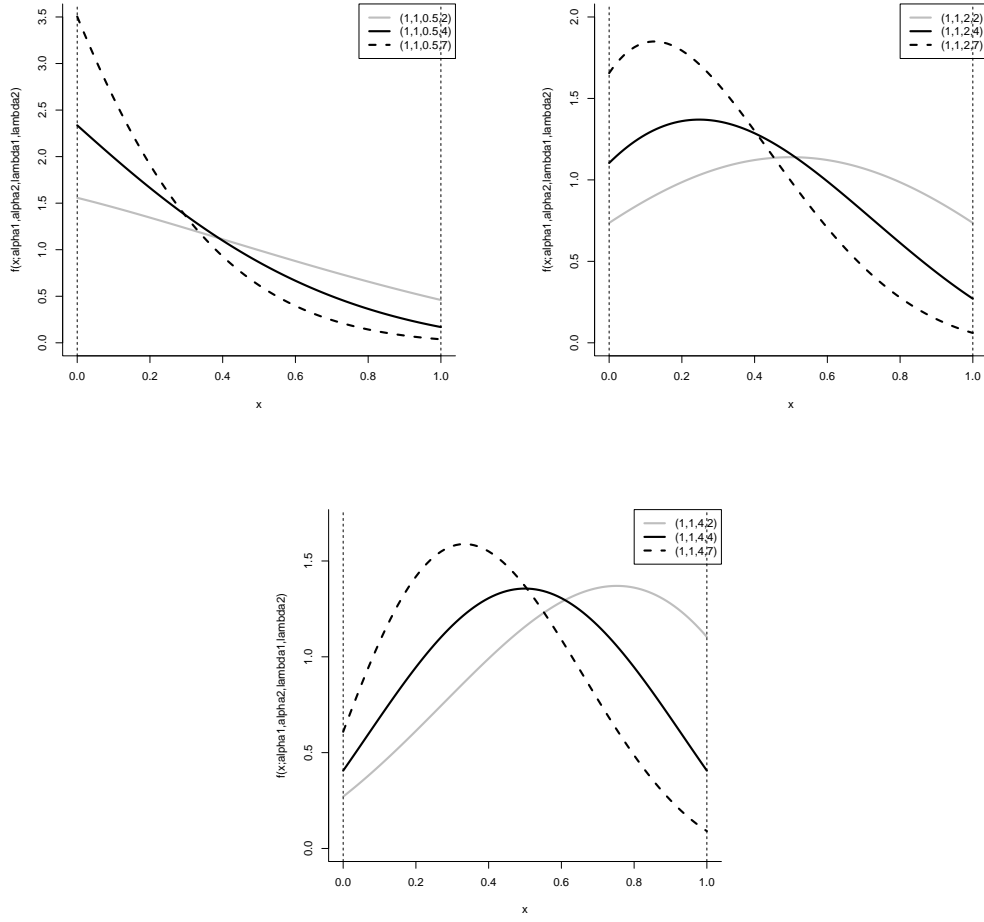 (1,1,0.5,2)
(1,1,0.5,4)
(1,1,0.5,7)
f(x;alpha1,alpha2,lambda1,lambda2)
3.5
3.0
2.5
2.0
1.5
1.0
0.5
0.0
0.0 0.2 0.4 0.6 0.8 1.0
x
(1,1,2,2)
(1,1,2,4)
(1,1,2,7)
f(x;alpha1,alpha2,lambda1,lambda2)
2.0
1.5
1.0
0.5
0.0
0.0 0.2 0.4 0.6 0.8 1.0
x
(1,1,4,2)
(1,1,4,4)
(1,1,4,7)
f(x;alpha1,alpha2,lambda1,lambda2)
1.5
1.0
0.5
0.0
0.0 0.2 0.4 0.6 0.8 1.0
x